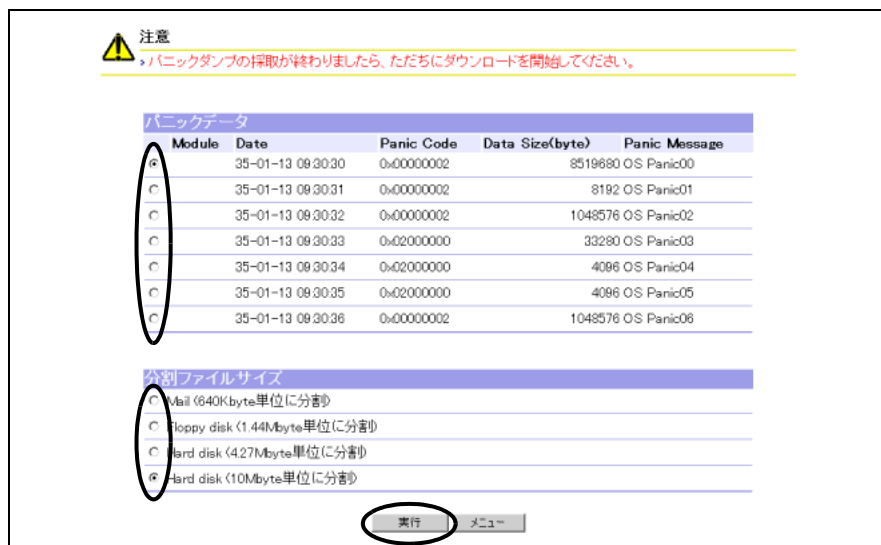 注意
パニックダンプの採取が終わりましたら、ただちにダウンロードを開始してください。
パニックデータ
Module Date Panic Code Data Size(byte) Panic Message
35-01-13 09:30:30 0x00000002 8519680 OS Panic00
35-01-13 09:30:31 0x00000002 8192 OS Panic01
35-01-13 09:30:32 0x00000002 1048576 OS Panic02
35-01-13 09:30:33 0x02000000 33280 OS Panic03
35-01-13 09:30:34 0x02000000 4096 OS Panic04
35-01-13 09:30:35 0x02000000 4096 OS Panic05
35-01-13 09:30:36 0x00000002 1048576 OS Panic06
分割ファイルサイズ
Mail (640Kbyte単位に分割)
Floppy disk (1.44Mbyte単位に分割)
Hard disk (4.27Mbyte単位に分割)
Hard disk (10Mbyte単位に分割)
実行 メニュー